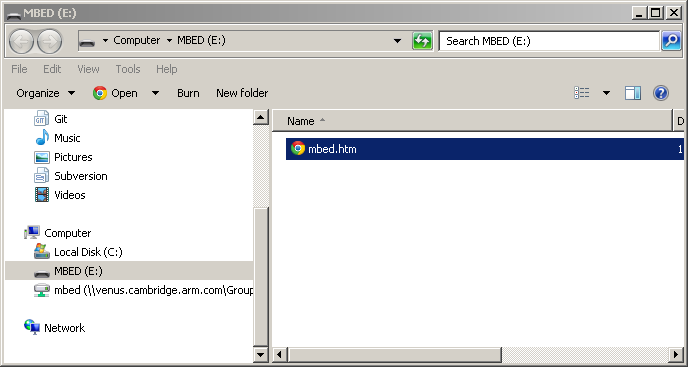 MBED (E:)
Computer MBED (E:)
Search MBED (E:)
File Edit View Tools Help
Organize Open Burn New folder
Git
Music
Pictures
Subversion
Videos
Computer
Local Disk (C:)
MBED (E:)
mbed (\\venus.cambridge.arm.com\Group
Network
Name D
mbed.htm 1